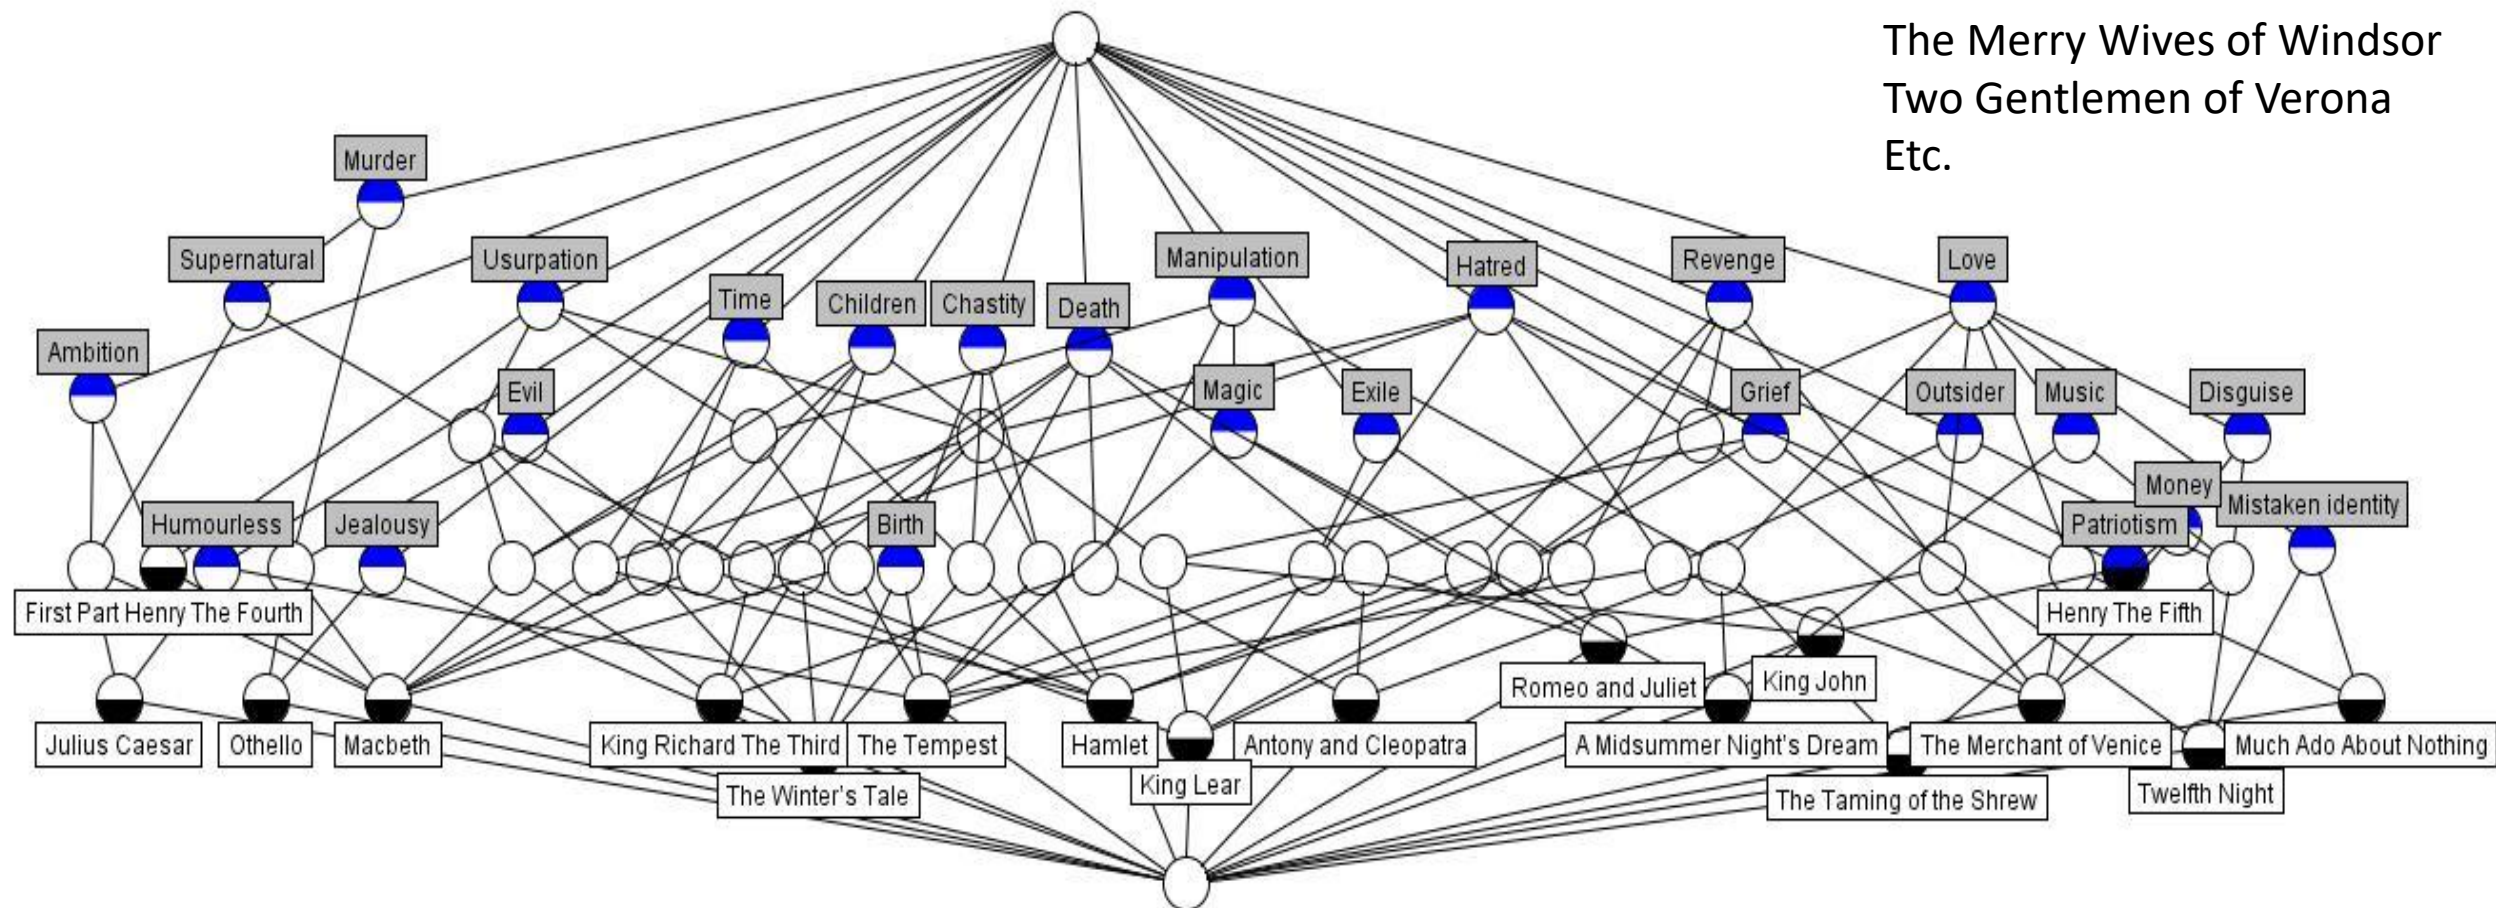 The Merry Wives of Windsor
Two Gentlemen of Verona
Etc.
Murder
Supernatural
Usurpation
Manipulation
Hatred
Revenge
Love
Time
Children
Chastity
Death
Ambition
Evil
Magic
Exile
Grief
Outsider
Music
Disguise
Money
Mistaken identity
Humourless
Jealousy
Birth
Patriotism
First Part Henry The Fourth
Henry The Fifth
Romeo and Juliet
King John
Julius Caesar
Othello
Macbeth
King Richard The Third
The Tempest
Hamlet
Antony and Cleopatra
A Midsummer Night's Dream
The Merchant of Venice
Much Ado About Nothing
The Winter's Tale
King Lear
The Taming of the Shrew
Twelfth Night